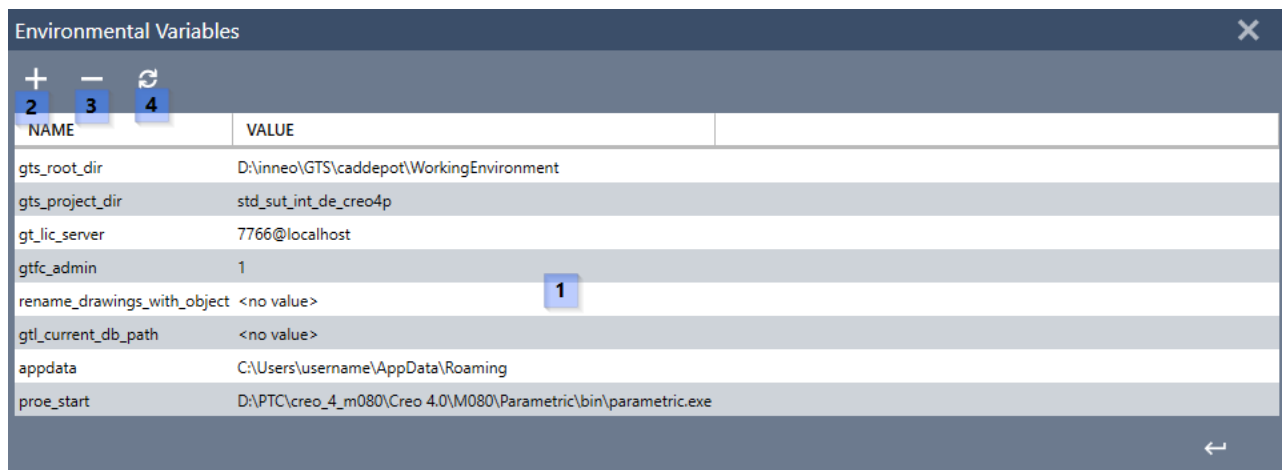 Environmental Variables
2 3 4
NAME VALUE
gts_root_dir D:\inneo\GTS\caddepot\WorkingEnvironment
gts_project_dir std_sut_int_de_creo4p
gt_lic_server 7766@localhost
gtfc_admin 1
rename_drawings_with_object <no value> 1
gtl_current_db_path <no value>
appdata C:\Users\username\AppData\Roaming
proe_start D:\PTC\creo_4_m080\Creo 4.0\M080\Parametric\bin\parametric.exe